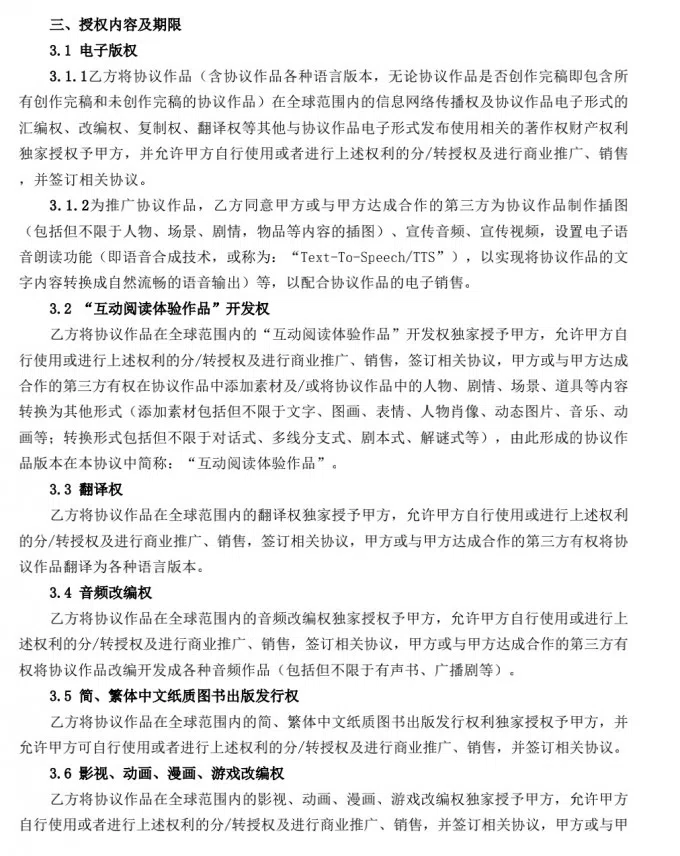 三、授权内容及期限
3.1 电子版权
3.1.1乙方将协议作品（含协议作品各种语言版本，无论协议作品是否创作完稿即包含所
有创作完稿和未创作完稿的协议作品）在全球范围内的信息网络传播权及协议作品电子形式的
汇编权、改编权、复制权、翻译权等其他与协议作品电子形式发布使用相关的著作权财产权利
独家授权予甲方，并允许甲方自行使用或者进行上述权利的分/转授权及进行商业推广、销售
，并签订相关协议。
3.1.2为推广协议作品，乙方同意甲方或与甲方达成合作的第三方为协议作品制作插图
（包括但不限于人物、场景、剧情，物品等内容的插图）、宣传音频、宣传视频，设置电子语
音朗读功能（即语音合成技术，或称为：“Text-To-Speech/TTS”），以实现将协议作品的文
字内容转换成自然流畅的语音输出）等，以配合协议作品的电子销售。
3.2 “互动阅读体验作品”开发权
乙方将协议作品在全球范围内的“互动阅读体验作品”开发权独家授予甲方，允许甲方自
行使用或进行上述权利的分/转授权及进行商业推广、销售，签订相关协议，甲方或与甲方达成
合作的第三方有权在协议作品中添加素材及/或将协议作品中的人物、剧情、场景、道具等内容
转换为其他形式（添加素材包括但不限于文字、图画、表情、人物肖像、动态图片、音乐、动
画等；转换形式包括但不限于对话式、多线分支式、剧本式、解谜式等），由此形成的协议作
品版本在本协议中简称：“互动阅读体验作品”。
3.3 翻译权
乙方将协议作品在全球范围内的翻译权独家授予甲方，允许甲方自行使用或进行上述权利
的分/转授权及进行商业推广、销售，签订相关协议，甲方或与甲方达成合作的第三方有权将协
议作品翻译为各种语言版本。
3.4 音频改编权
乙方将协议作品在全球范围内的音频改编权独家授权予甲方，允许甲方自行使用或进行上
述权利的分/转授权及进行商业推广、销售，签订相关协议，甲方或与甲方达成合作的第三方有
权将协议作品改编开发成各种音频作品（包括但不限于有声书、广播剧等）。
3.5 简、繁体中文纸质图书出版发行权
乙方将协议作品在全球范围内的简、繁体中文纸质图书出版发行权利独家授权予甲方，并
允许甲方可自行使用或者进行上述权利的分/转授权及进行商业推广、销售，并签订相关协议。
3.6 影视、动画、漫画、游戏改编权
乙方将协议作品在全球范围内的影视、动画、漫画、游戏改编权独家授予甲方，允许甲方
自行使用或者进行上述权利的分/转授权及进行商业推广、销售，并签订相关协议，甲方或与甲